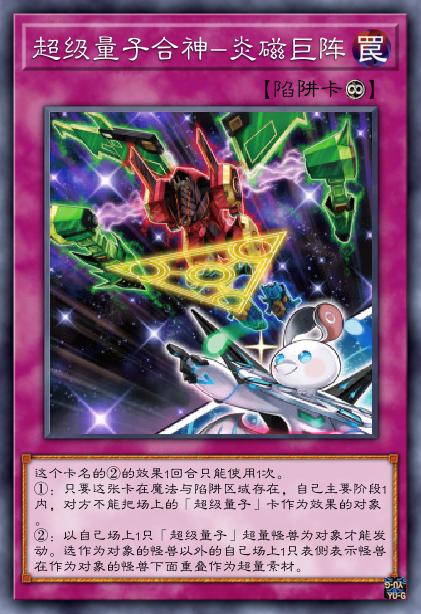 超级量子合神-炎磁巨阵 罠
【陷阱卡♾】
这个卡名的②的效果1回合只能使用1次。
①：只要这张卡在魔法与陷阱区域存在，自己主要阶段1
内，对方不能把场上的「超级量子」卡作为效果的对象
。
②：以自己场上1只「超级量子」超量怪兽为对象才能发
动。选作为对象的怪兽以外的自己场上1只表侧表示怪兽
在作为对象的怪兽下面重叠作为超量素材。